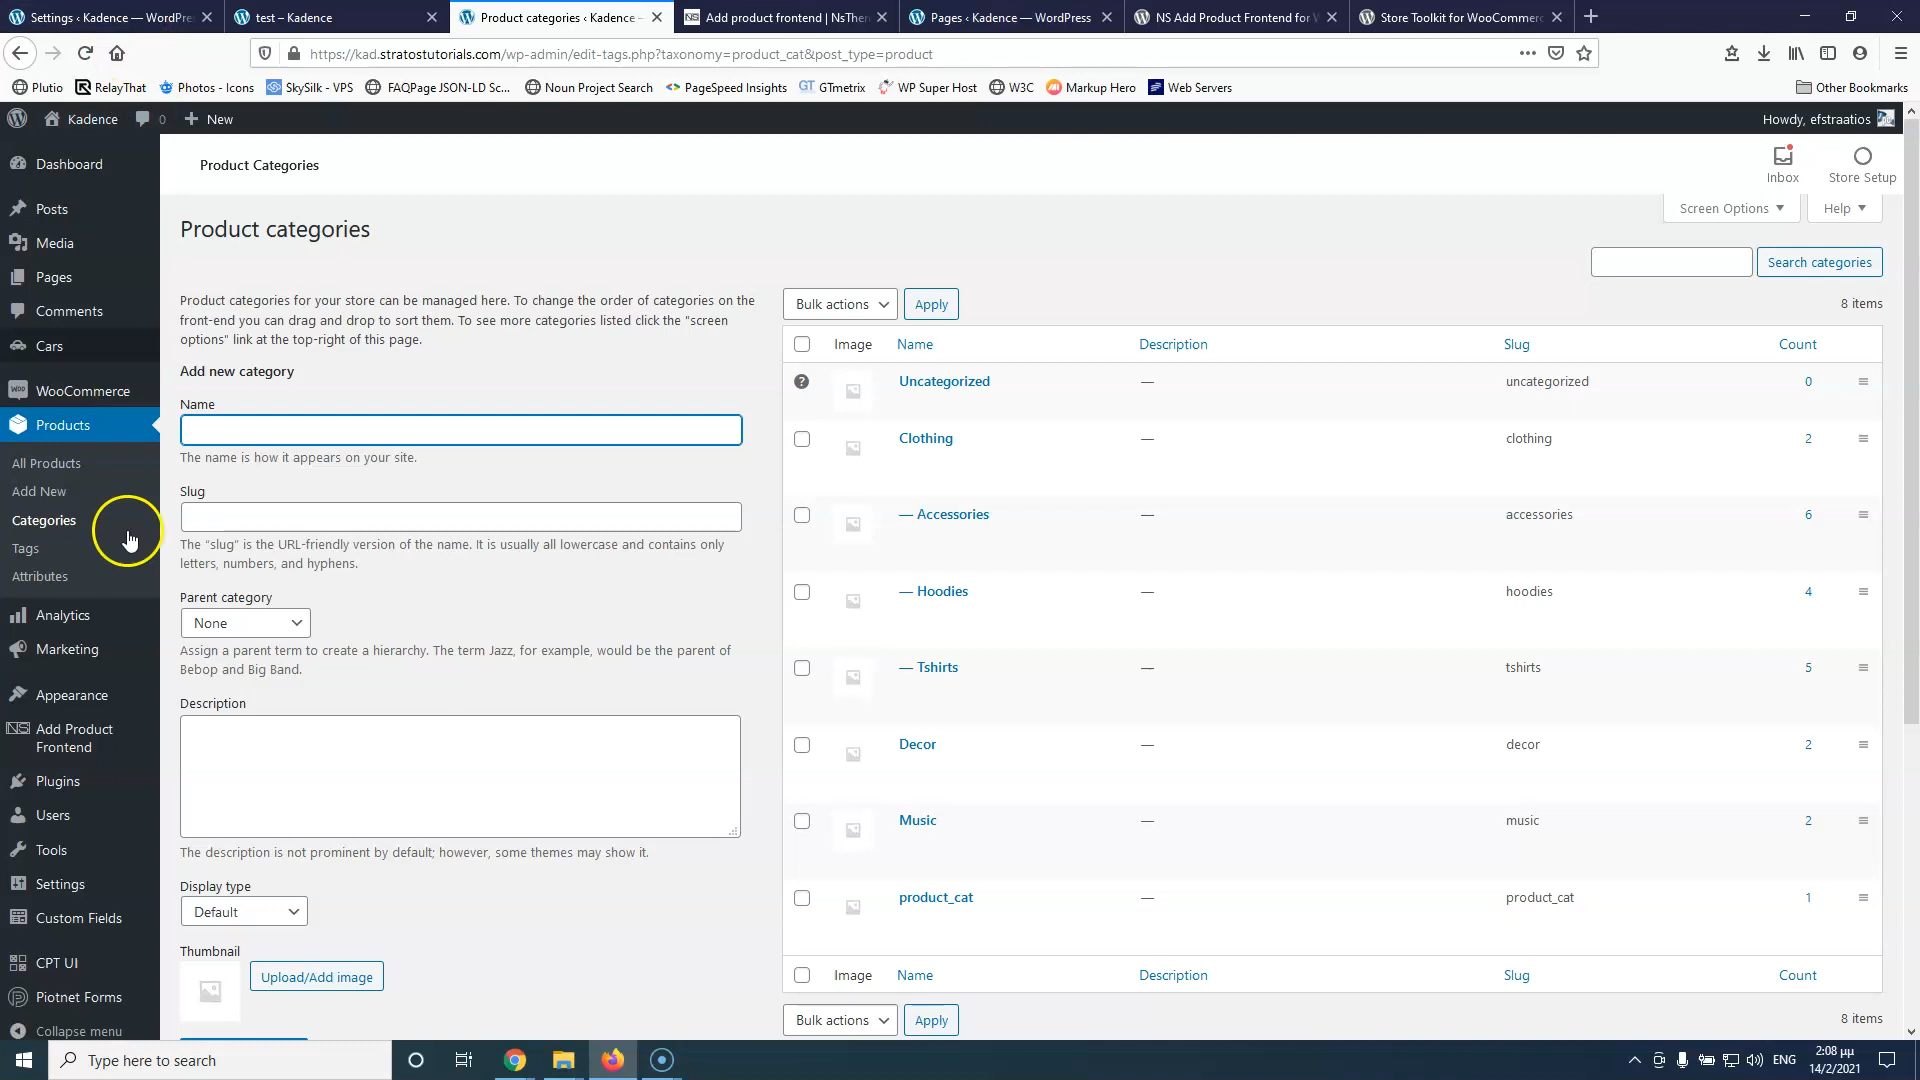 Settings ‹ Kadence — WordPre
test – Kadence
Product categories ‹ Kadence –
Add product frontend | NsThen
Pages ‹ Kadence — WordPress
NS Add Product Frontend for W
Store Toolkit for WooCommerc
https://kad.stratostutorials.com/wp-admin/edit-tags.php?taxonomy=product_cat&post_type=product
Plutio
RelayThat
Photos - Icons
SkySilk - VPS
FAQPage JSON-LD Sc...
Noun Project Search
PageSpeed Insights
GTmetrix
WP Super Host
W3C
Markup Hero
Web Servers
Other Bookmarks
Kadence
0
New
Howdy, efstraatios
Dashboard
Posts
Media
Pages
Comments
Cars
WooCommerce
Products
All Products
Add New
Categories
Tags
Attributes
Analytics
Marketing
Appearance
Add Product
Frontend
Plugins
Users
Tools
Settings
Custom Fields
CPT UI
Piotnet Forms
Collapse menu
Product Categories
Inbox
Store Setup
Screen Options
Help
Product categories
Search categories
Product categories for your store can be managed here. To change the order of categories on the
front-end you can drag and drop to sort them. To see more categories listed click the "screen
options" link at the top-right of this page.
Add new category
Name
The name is how it appears on your site.
Slug
The “slug” is the URL-friendly version of the name. It is usually all lowercase and contains only
letters, numbers, and hyphens.
Parent category
None
Assign a parent term to create a hierarchy. The term Jazz, for example, would be the parent of
Bebop and Big Band.
Description
The description is not prominent by default; however, some themes may show it.
Display type
Default
Thumbnail
Upload/Add image
Bulk actions
Apply
8 items
Image Name Description Slug Count
Uncategorized — uncategorized 0
Clothing — clothing 2
— Accessories — accessories 6
— Hoodies — hoodies 4
— Tshirts — tshirts 5
Decor — decor 2
Music — music 2
product_cat — product_cat 1
Image Name Description Slug Count
Bulk actions
Apply
8 items
Type here to search
ENG
2:08 μμ
14/2/2021